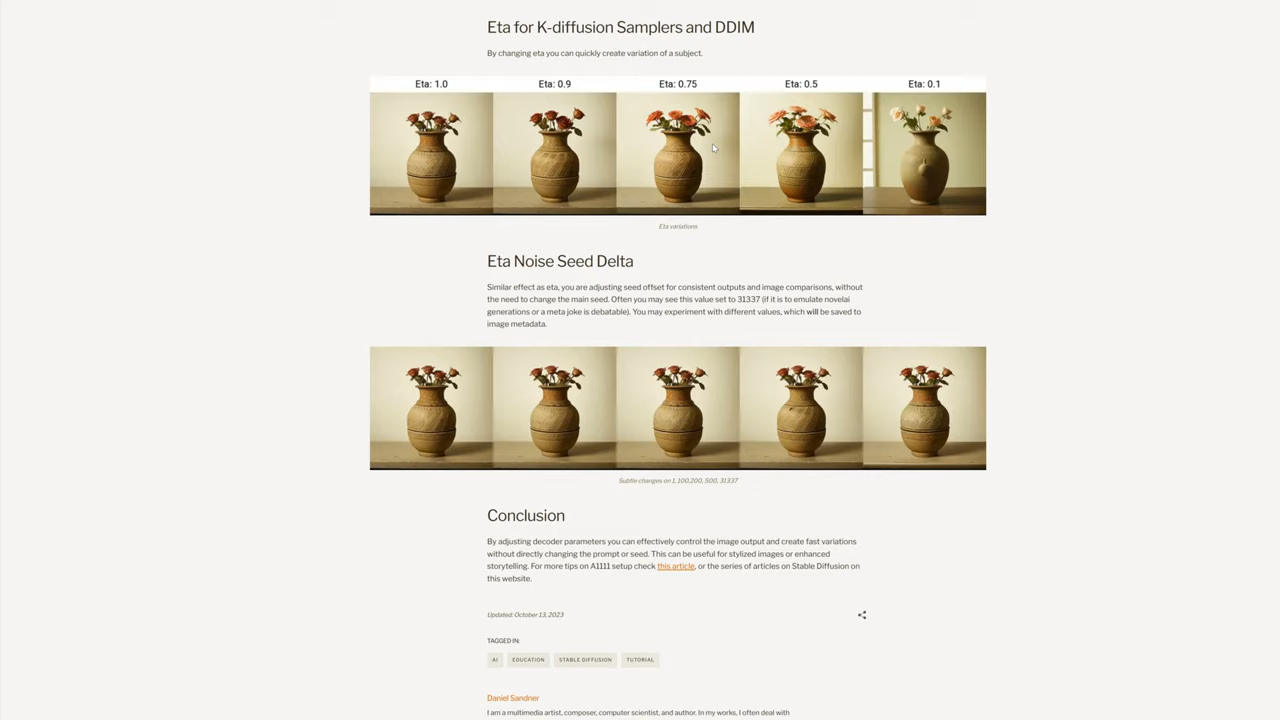 Eta for K-diffusion Samplers and DDIM
By changing eta you can quickly create variation of a subject.
Eta: 1.0 Eta: 0.9 Eta: 0.75 Eta: 0.5 Eta: 0.1
Eta variations
Eta Noise Seed Delta
Similar effect as eta, you are adjusting seed offset for consistent outputs and image comparisons, without
the need to change the main seed. Often you may see this value set to 31337 (if it is to emulate novelai
generations or a meta joke is debatable). You may experiment with different values, which will be saved to
image metadata.
Subtle changes on 1, 100,200, 500, 31337
Conclusion
By adjusting decoder parameters you can effectively control the image output and create fast variations
without directly changing the prompt or seed. This can be useful for stylized images or enhanced
storytelling. For more tips on A1111 setup check this article, or the series of articles on Stable Diffusion on
this website.
Updated: October 13, 2023
TAGGED IN:
AI EDUCATION STABLE DIFFUSION TUTORIAL
Daniel Sandner
I am a multimedia artist, composer, computer scientist, and author. In my works, I often deal with